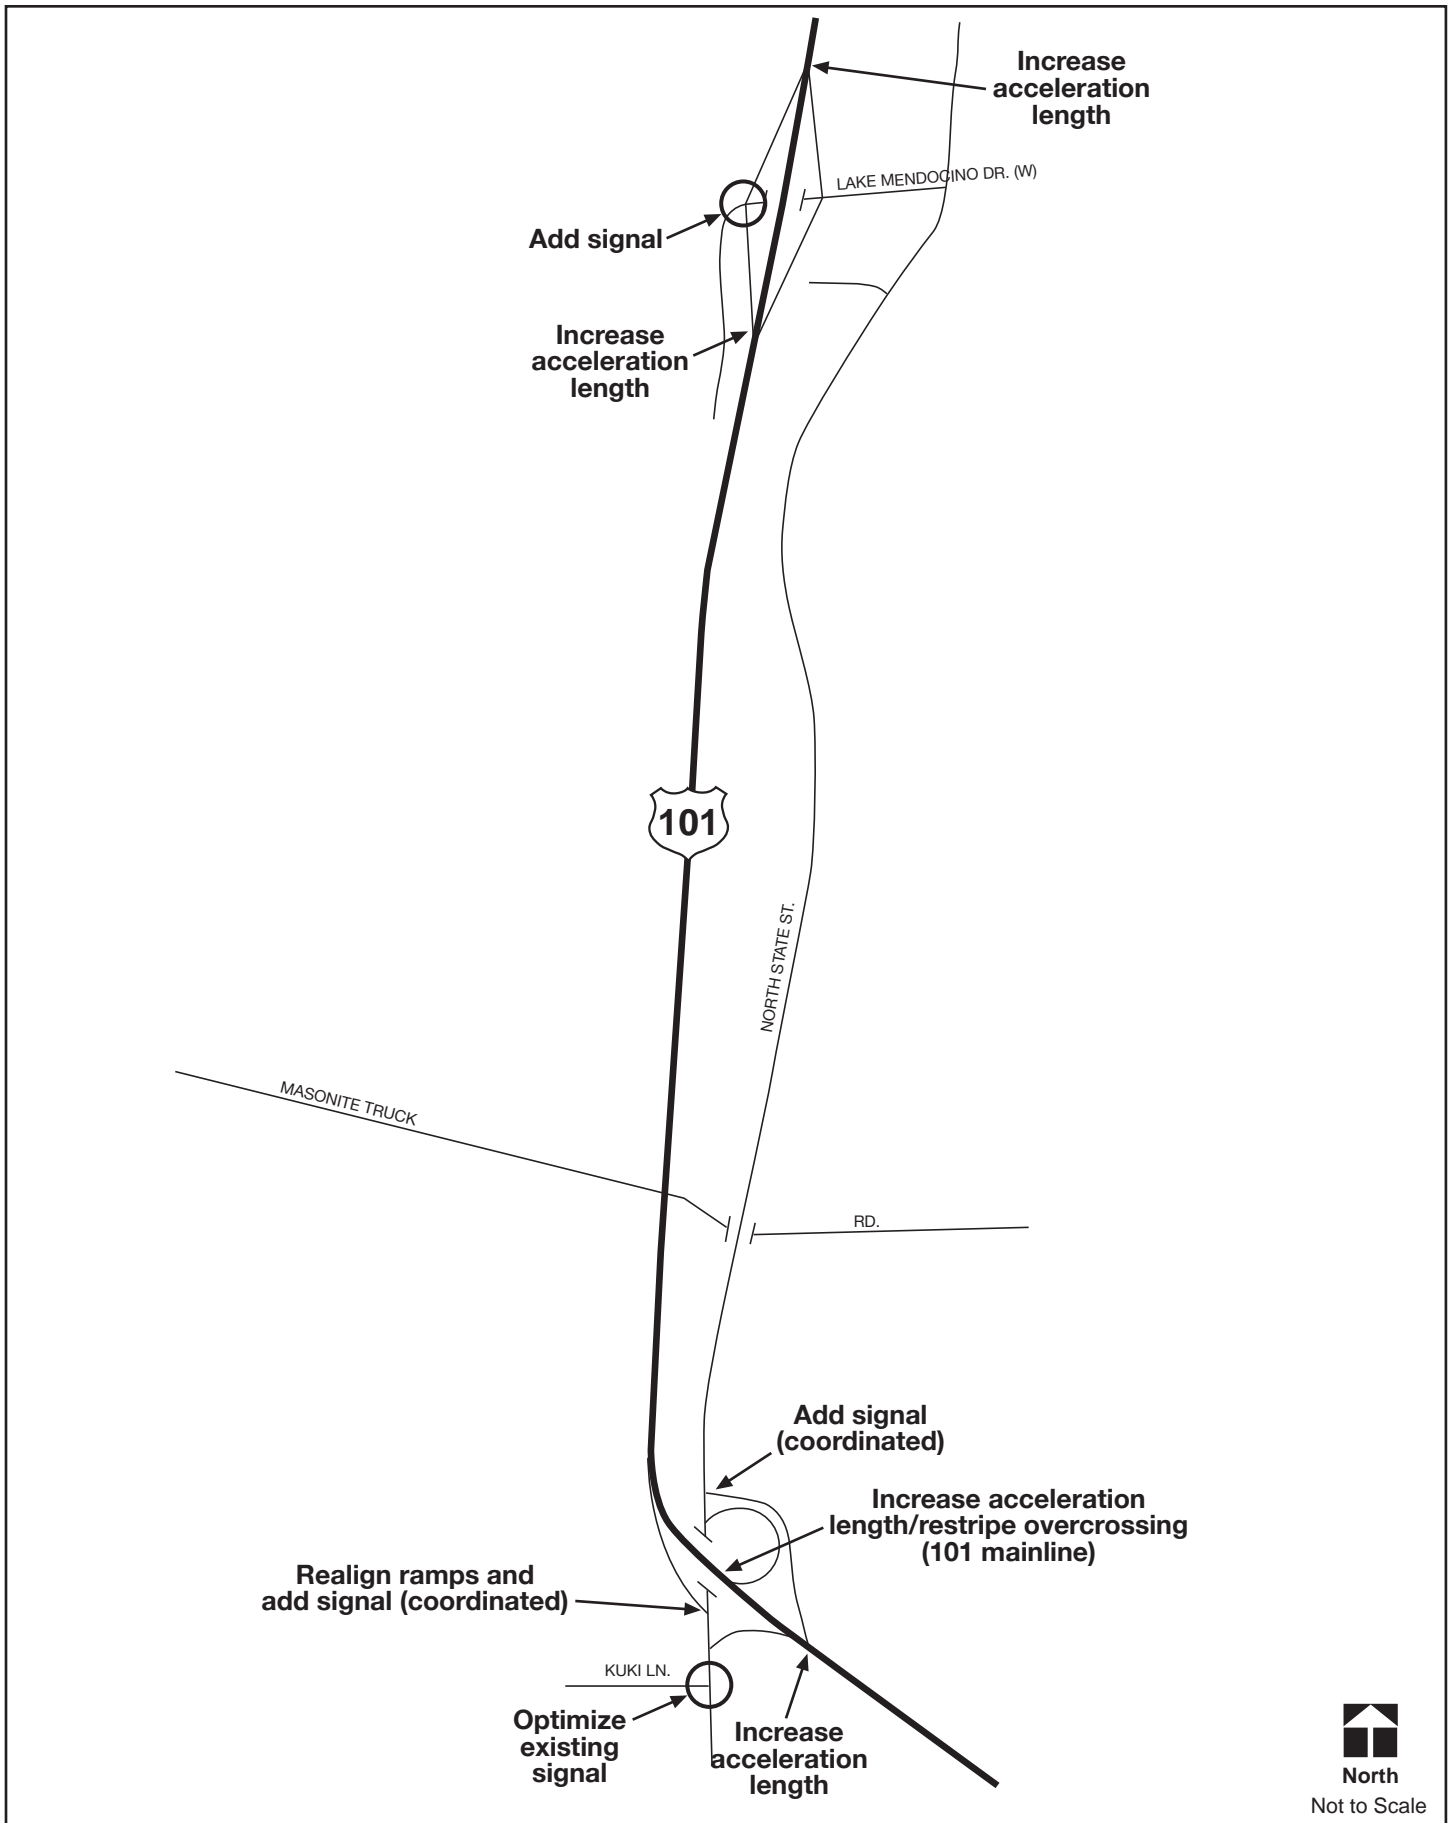 Increase
acceleration
length
LAKE MENDOCINO DR. (W)
Add signal
Increase
acceleration
length
101
NORTH STATE ST.
MASONITE TRUCK
RD.
Add signal
(coordinated)
Increase acceleration
length/restripe overcrossing
(101 mainline)
Realign ramps and
add signal (coordinated)
KUKI LN.
Optimize
existing
signal
Increase
acceleration
length
North
Not to Scale